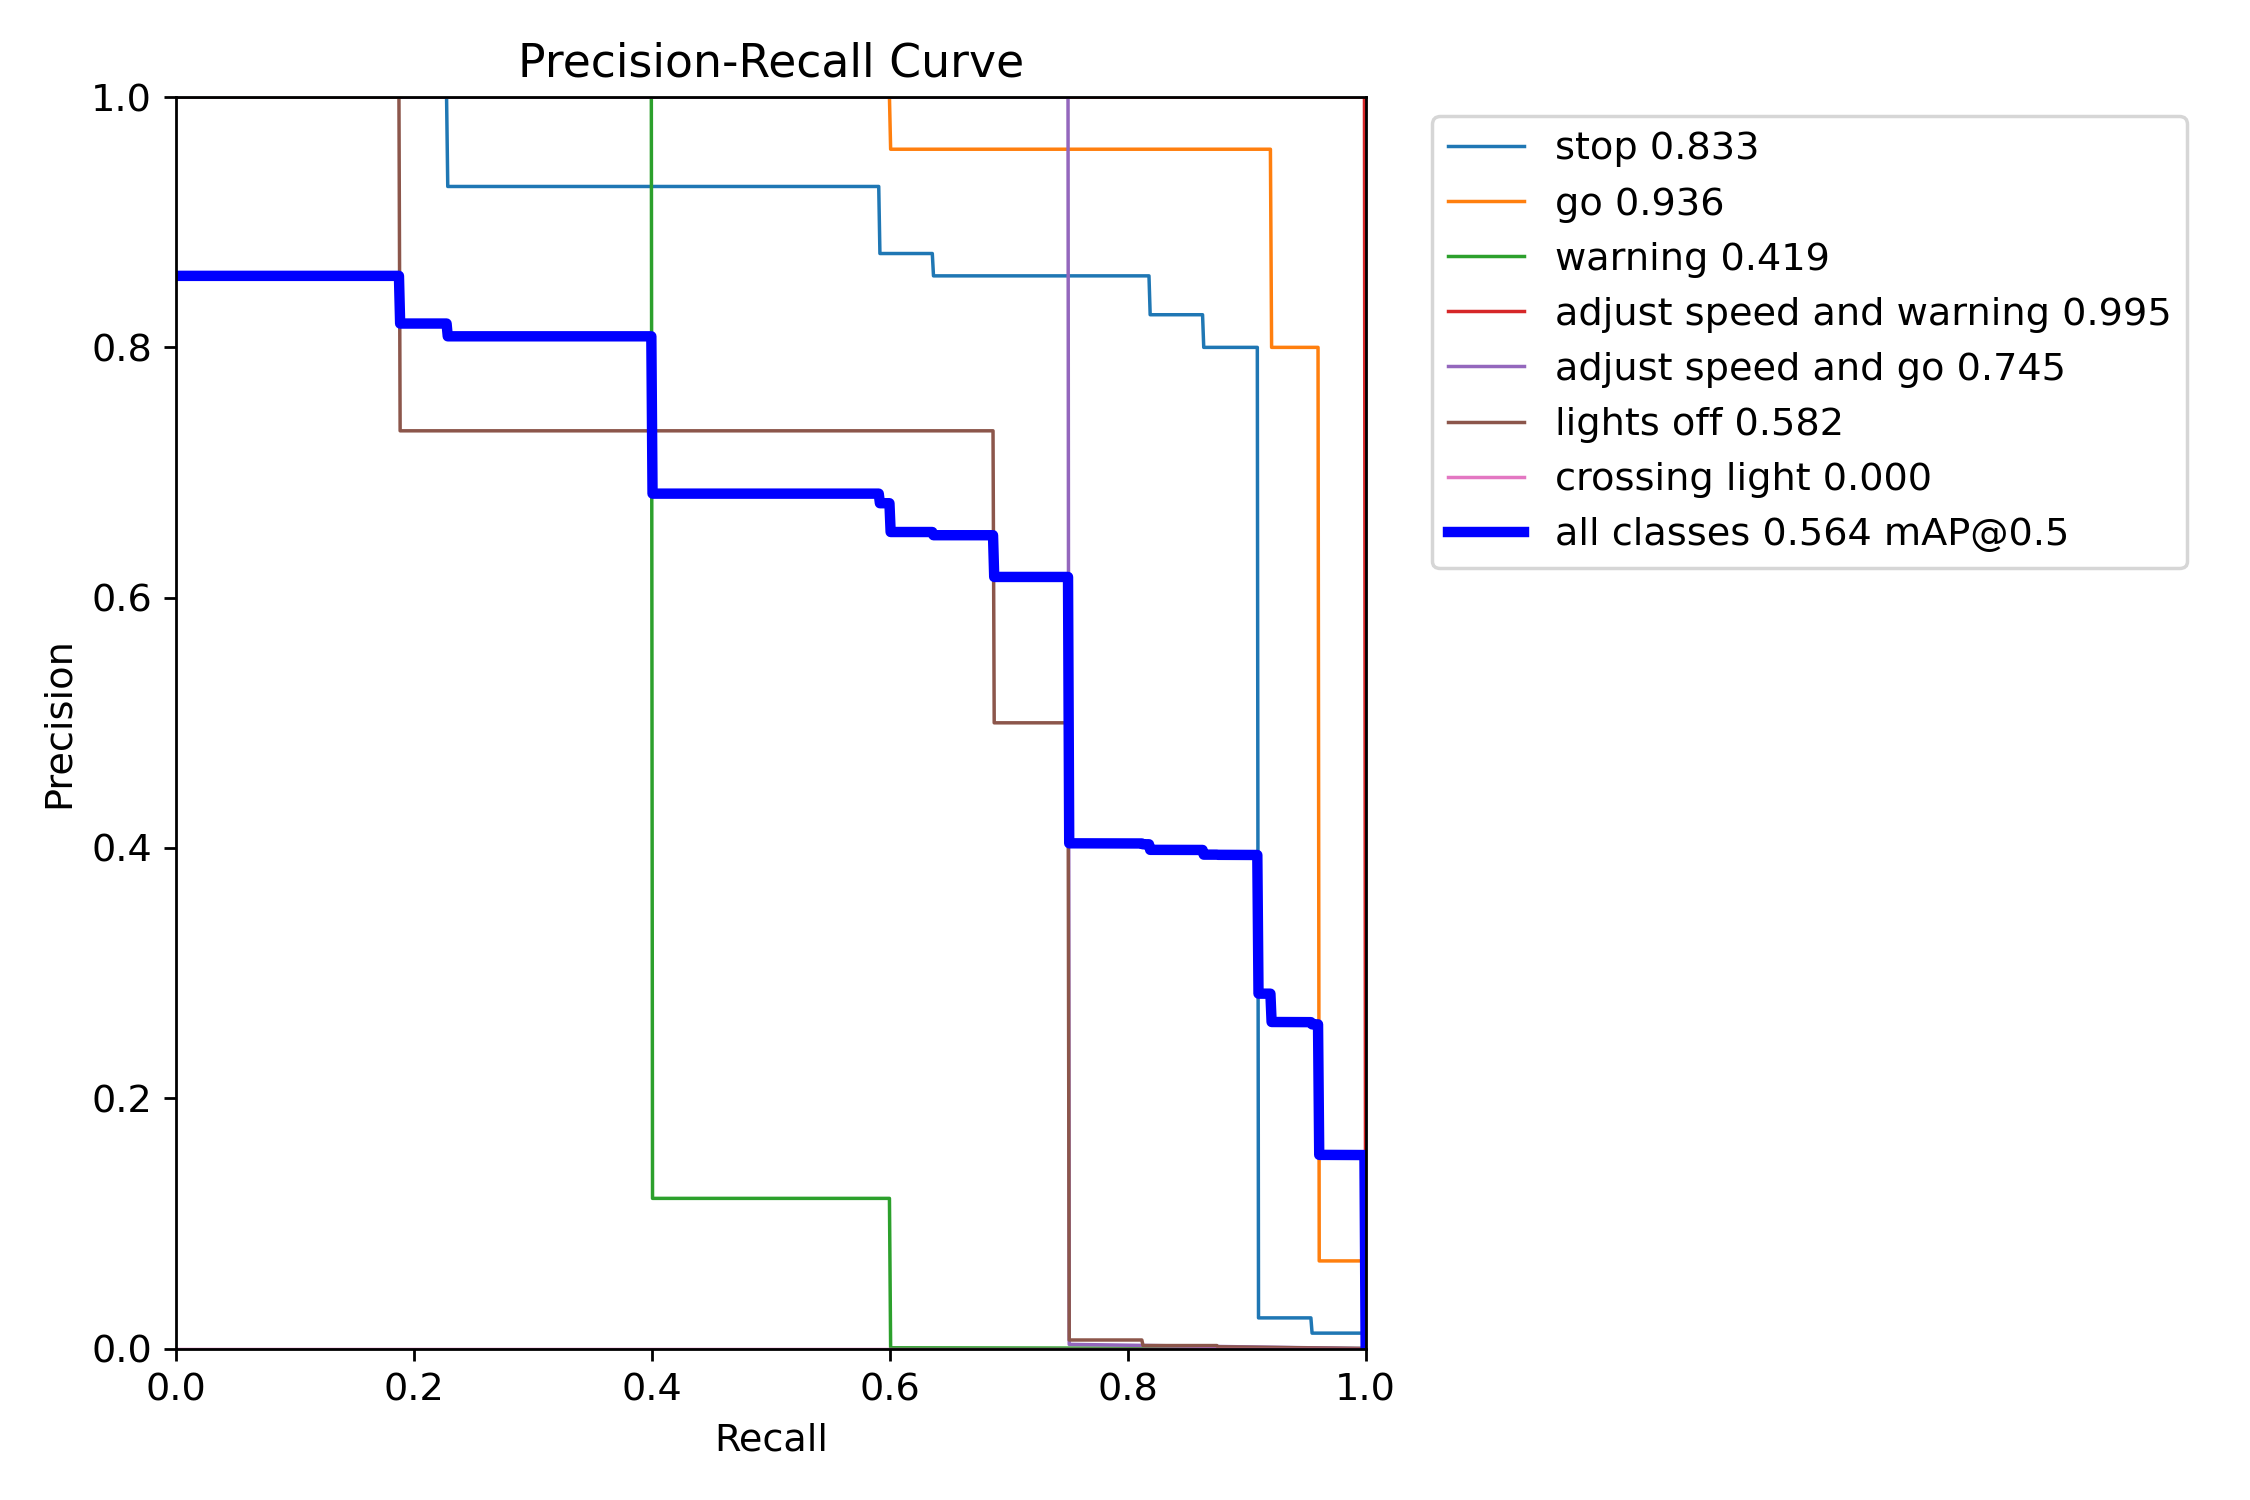 Precision-Recall Curve
1.0
0.8
0.6
0.4
0.2
0.0
Precision
0.0 0.2 0.4 0.6 0.8 1.0
Recall
stop 0.833
go 0.936
warning 0.419
adjust speed and warning 0.995
adjust speed and go 0.745
lights off 0.582
crossing light 0.000
all classes 0.564 mAP@0.5